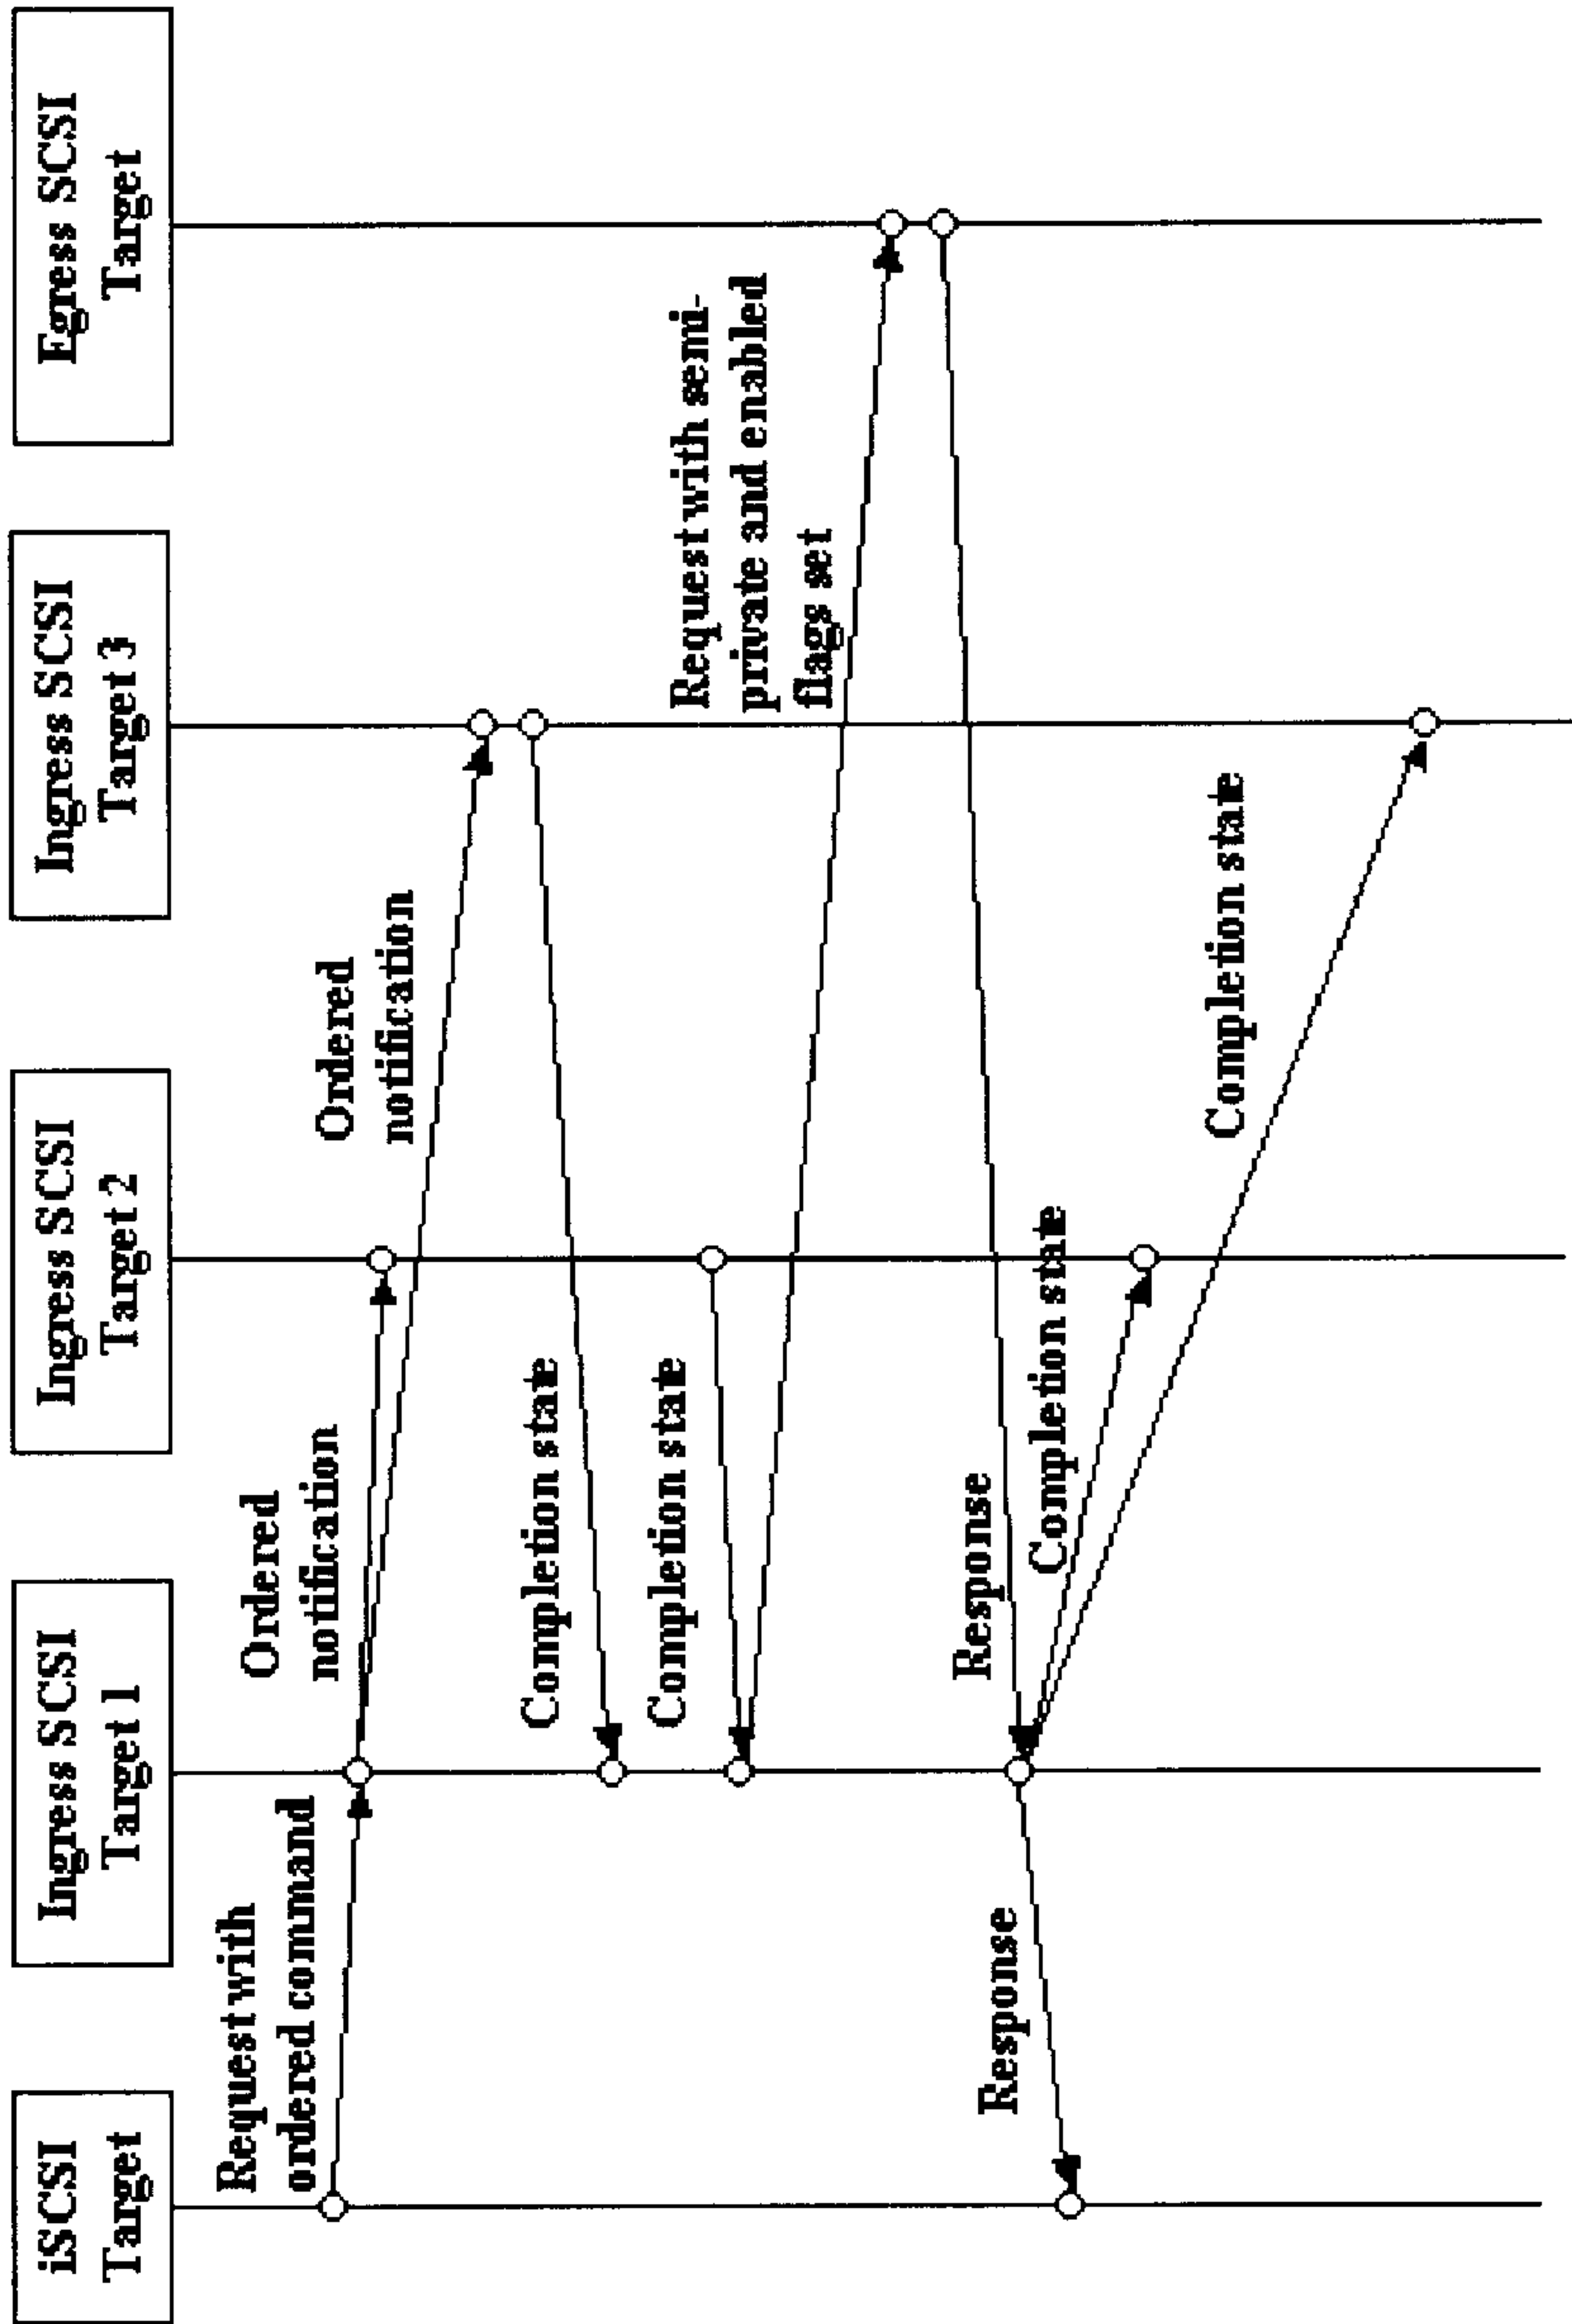 iSCSI
Target
Ingress SCSI
Target 1
Ingress SCSI
Target 2
Ingress SCSI
Target 3
Egress SCSI
Target
Request with
ordered command
Ordered
notification
Ordered
notification
Completion state
Completion state
Request with semi-
private and enabled
flags set
Response
Response
Completion state
Completion state